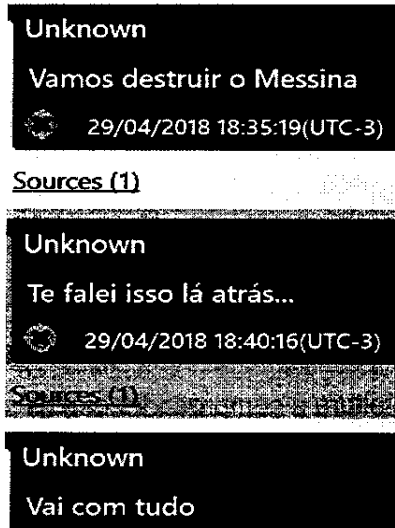 Unknown
Vamos destruir o Messina
29/04/2018 18:35:19(UTC-3)
Sources (1)
Unknown
Te falei isso lá atrás...
29/04/2018 18:40:16(UTC-3)
Sources (1)
Unknown
Vai com tudo